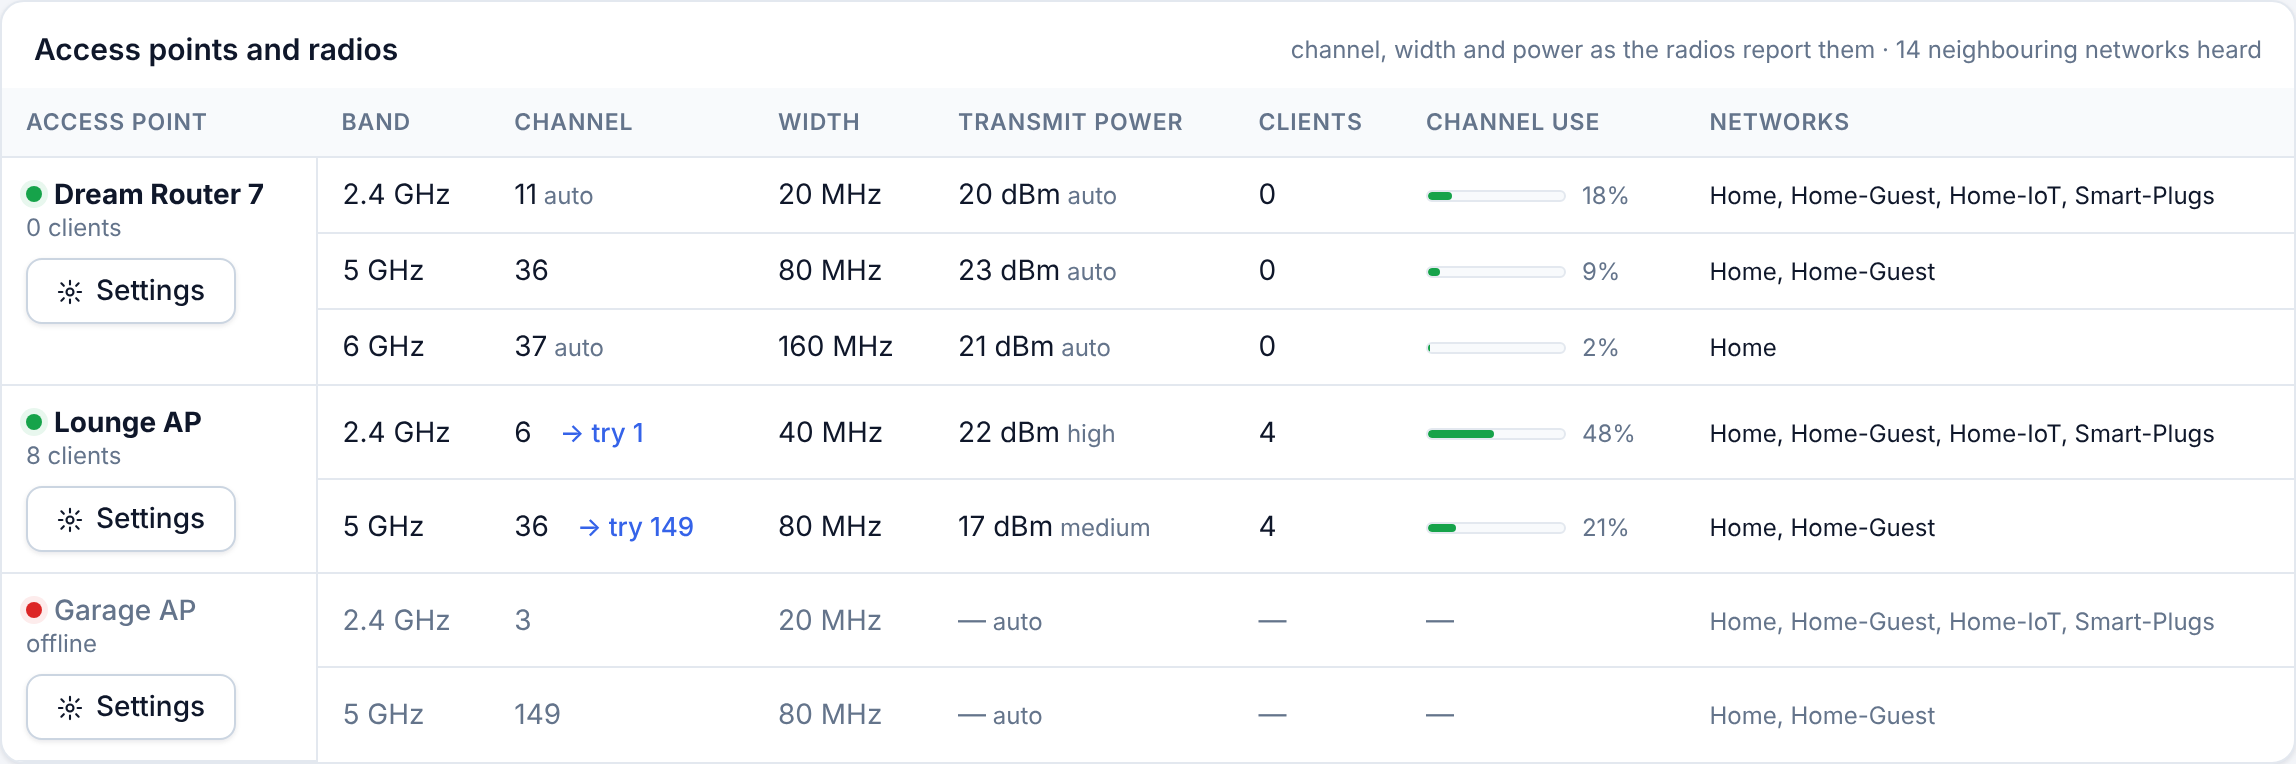 Access points and radios
channel, width and power as the radios report them · 14 neighbouring networks heard
ACCESS POINT BAND CHANNEL WIDTH TRANSMIT POWER CLIENTS CHANNEL USE NETWORKS
Dream Router 7
0 clients
Settings
2.4 GHz 11 auto 20 MHz 20 dBm auto 0 18% Home, Home-Guest, Home-IoT, Smart-Plugs
5 GHz 36 80 MHz 23 dBm auto 0 9% Home, Home-Guest
6 GHz 37 auto 160 MHz 21 dBm auto 0 2% Home
Lounge AP
8 clients
Settings
2.4 GHz 6 → try 1 40 MHz 22 dBm high 4 48% Home, Home-Guest, Home-IoT, Smart-Plugs
5 GHz 36 → try 149 80 MHz 17 dBm medium 4 21% Home, Home-Guest
Garage AP
offline
Settings
2.4 GHz 3 20 MHz — auto — — Home, Home-Guest, Home-IoT, Smart-Plugs
5 GHz 149 80 MHz — auto — — Home, Home-Guest